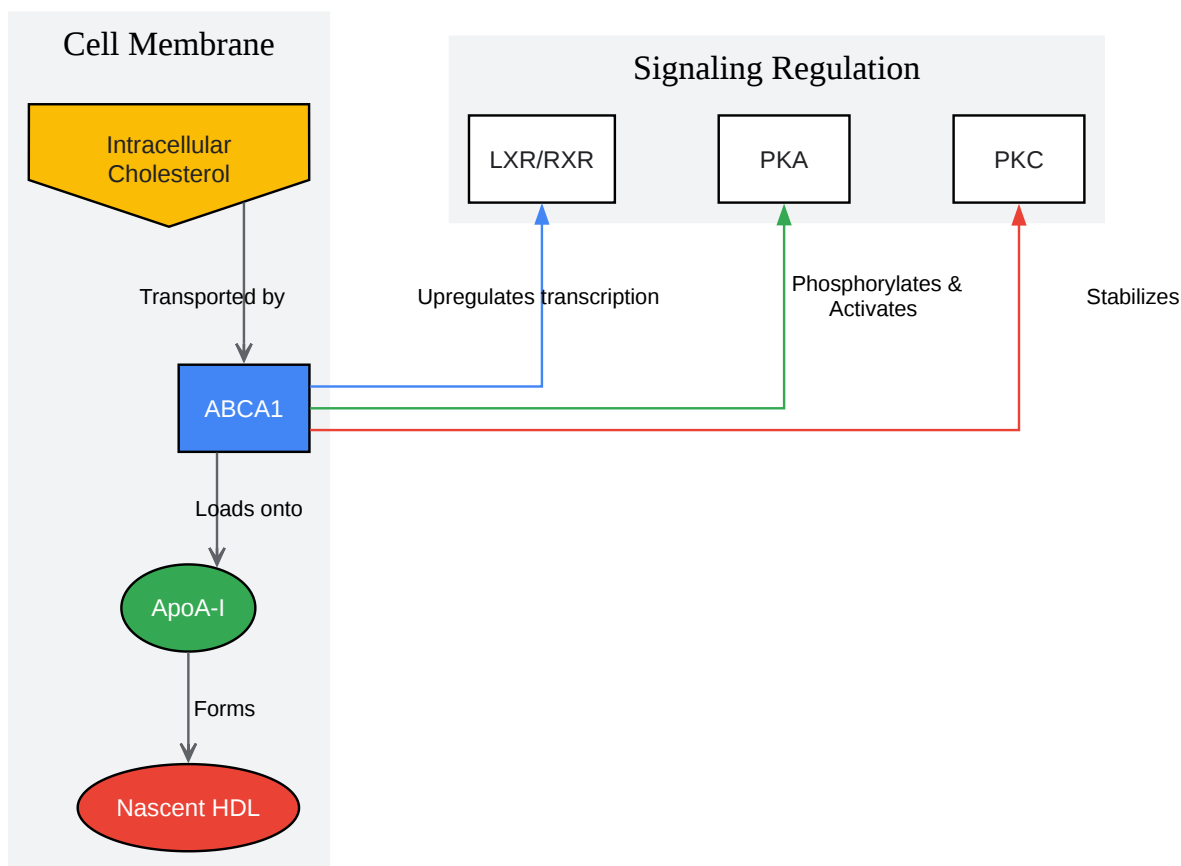 Cell Membrane
Intracellular
Cholesterol
Transported by
ABCA1
Loads onto
ApoA-I
Forms
Nascent HDL
Signaling Regulation
LXR/RXR
PKA
PKC
Upregulates transcription
Phosphorylates &
Activates
Stabilizes